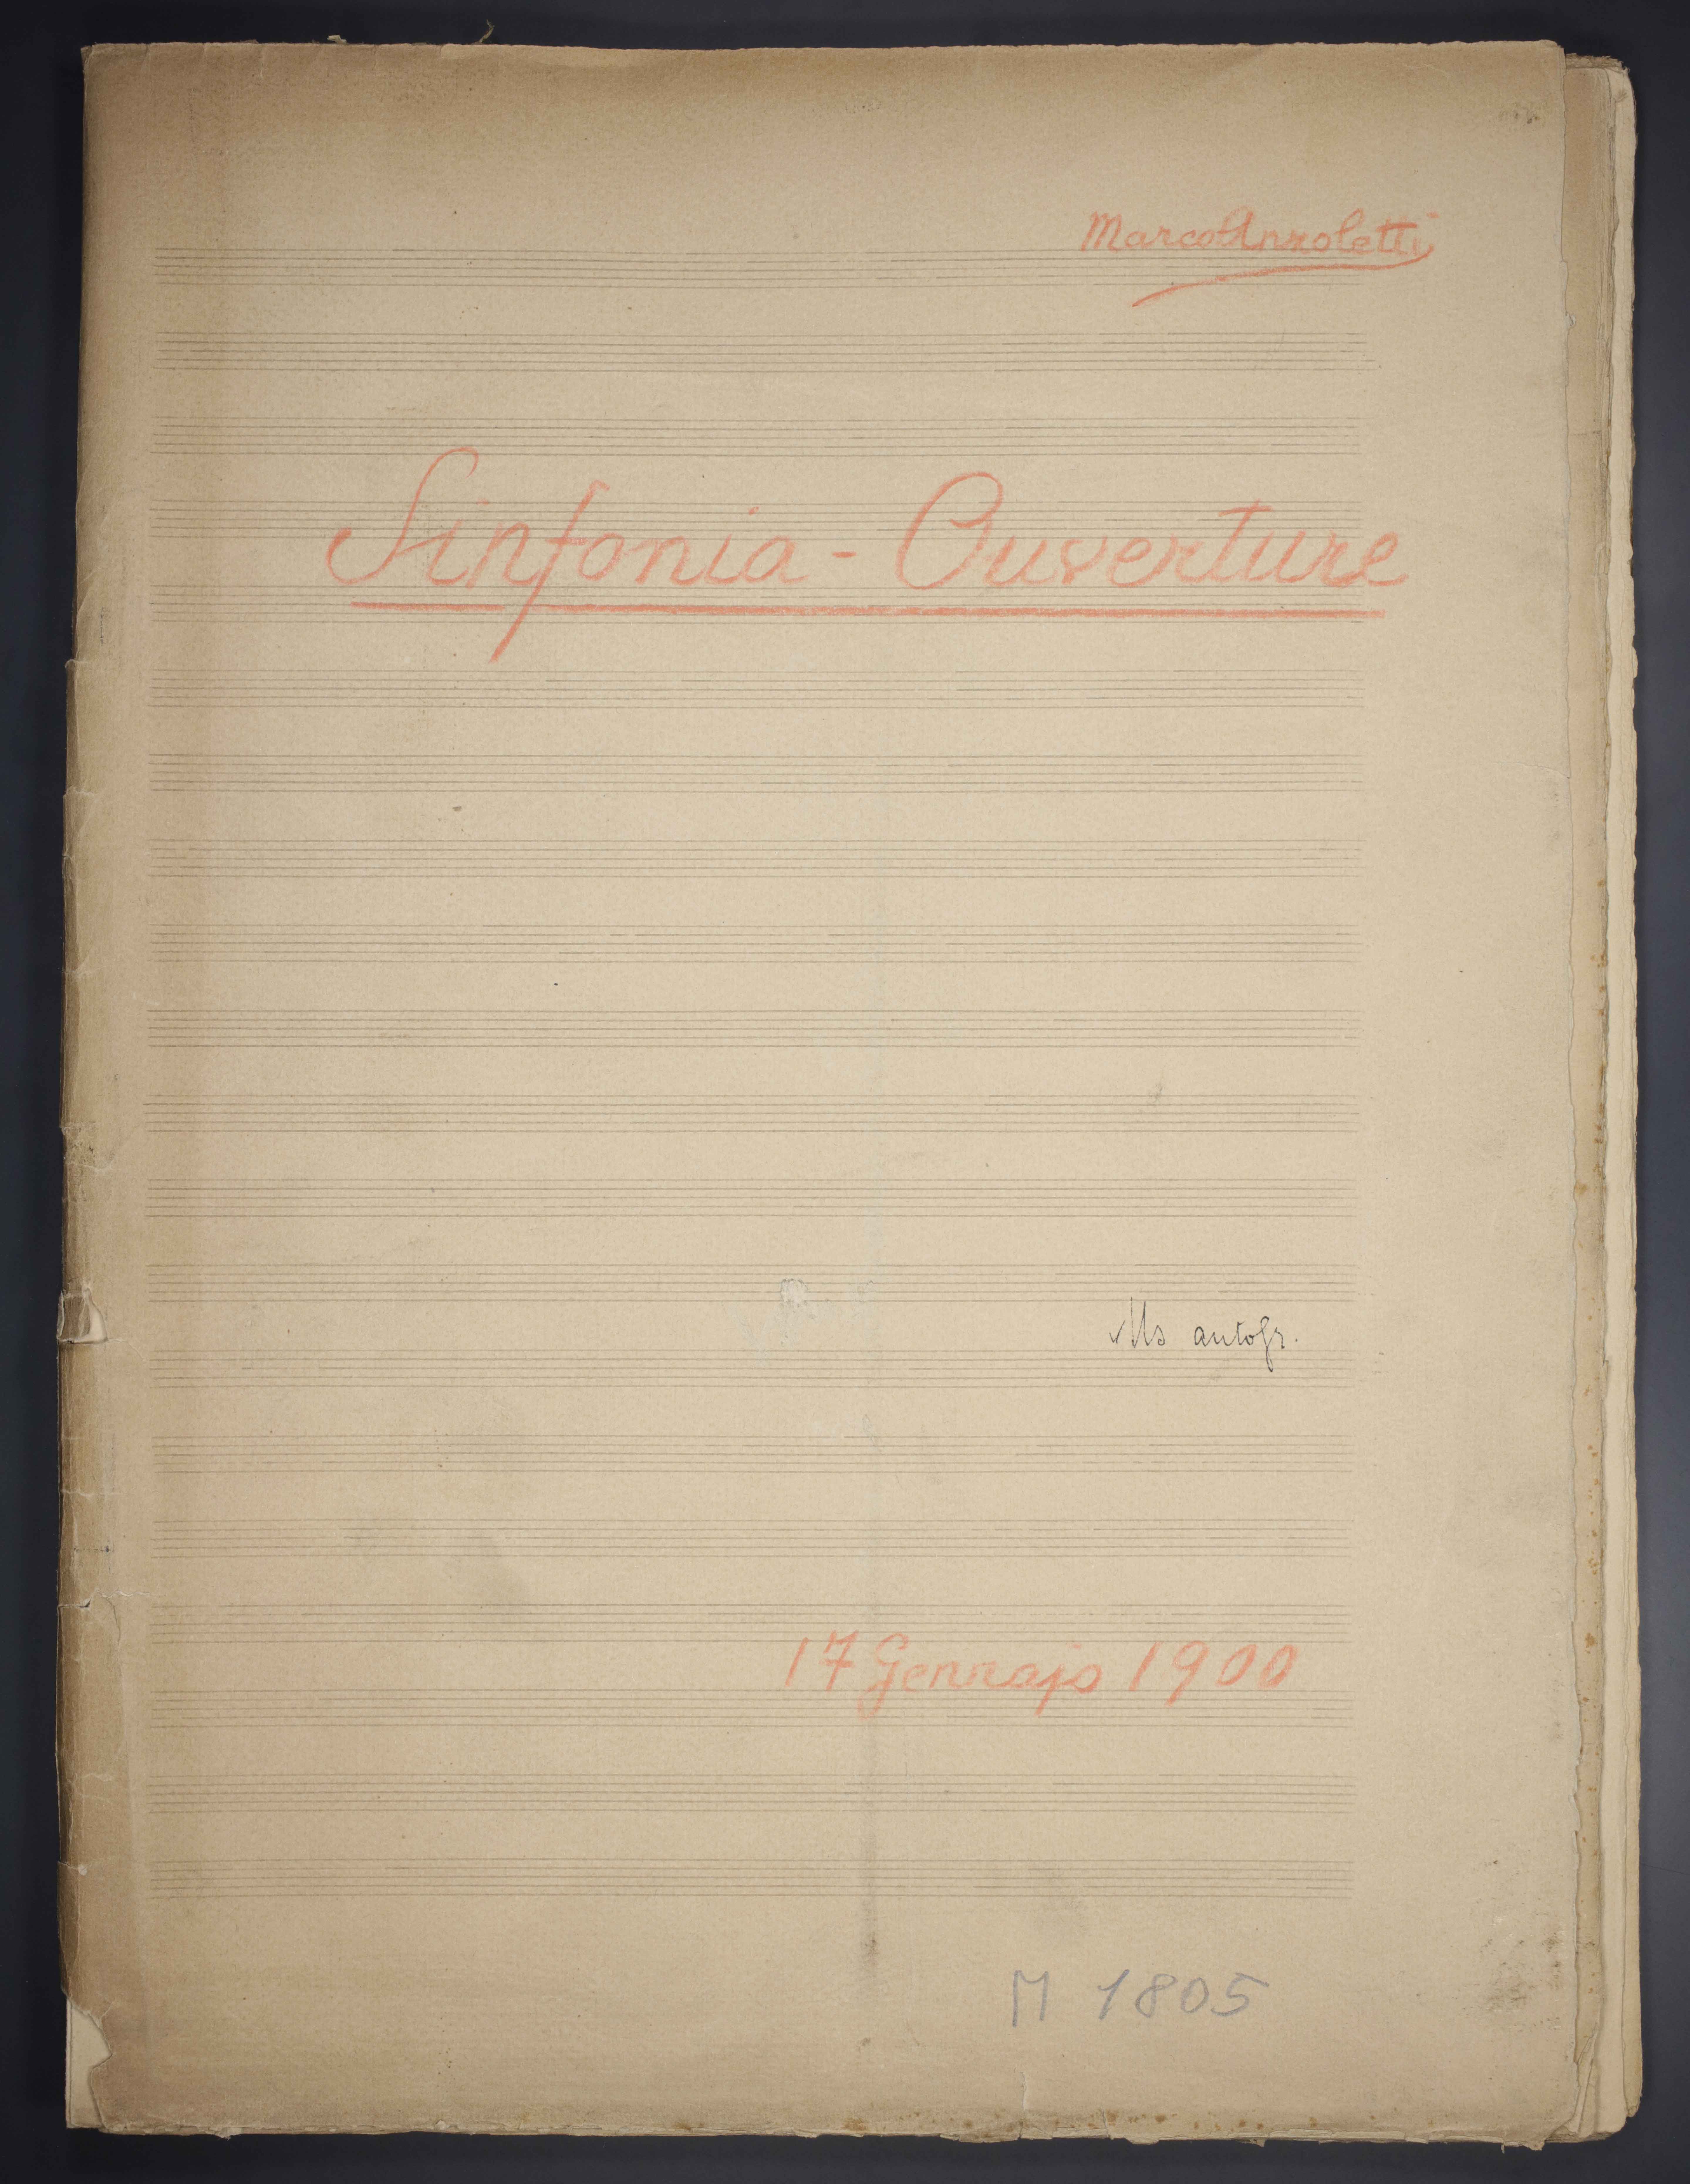 Marco Anzoletti
Sinfonia - Ouverture
Ms autogr.
17 Gennajo 1900
M 1805